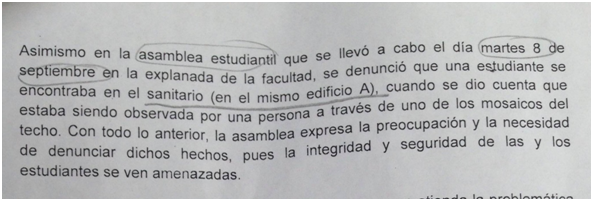 Asimismo en la asamblea estudiantil que se llevó a cabo el día martes 8 de
septiembre en la explanada de la facultad, se denunció que una estudiante se
encontraba en el sanitario (en el mismo edificio A), cuando se dio cuenta que
estaba siendo observada por una persona a través de uno de los mosaicos del
techo. Con todo lo anterior, la asamblea expresa la preocupación y la necesidad
de denunciar dichos hechos, pues la integridad y seguridad de las y los
estudiantes se ven amenazadas.
la problemática